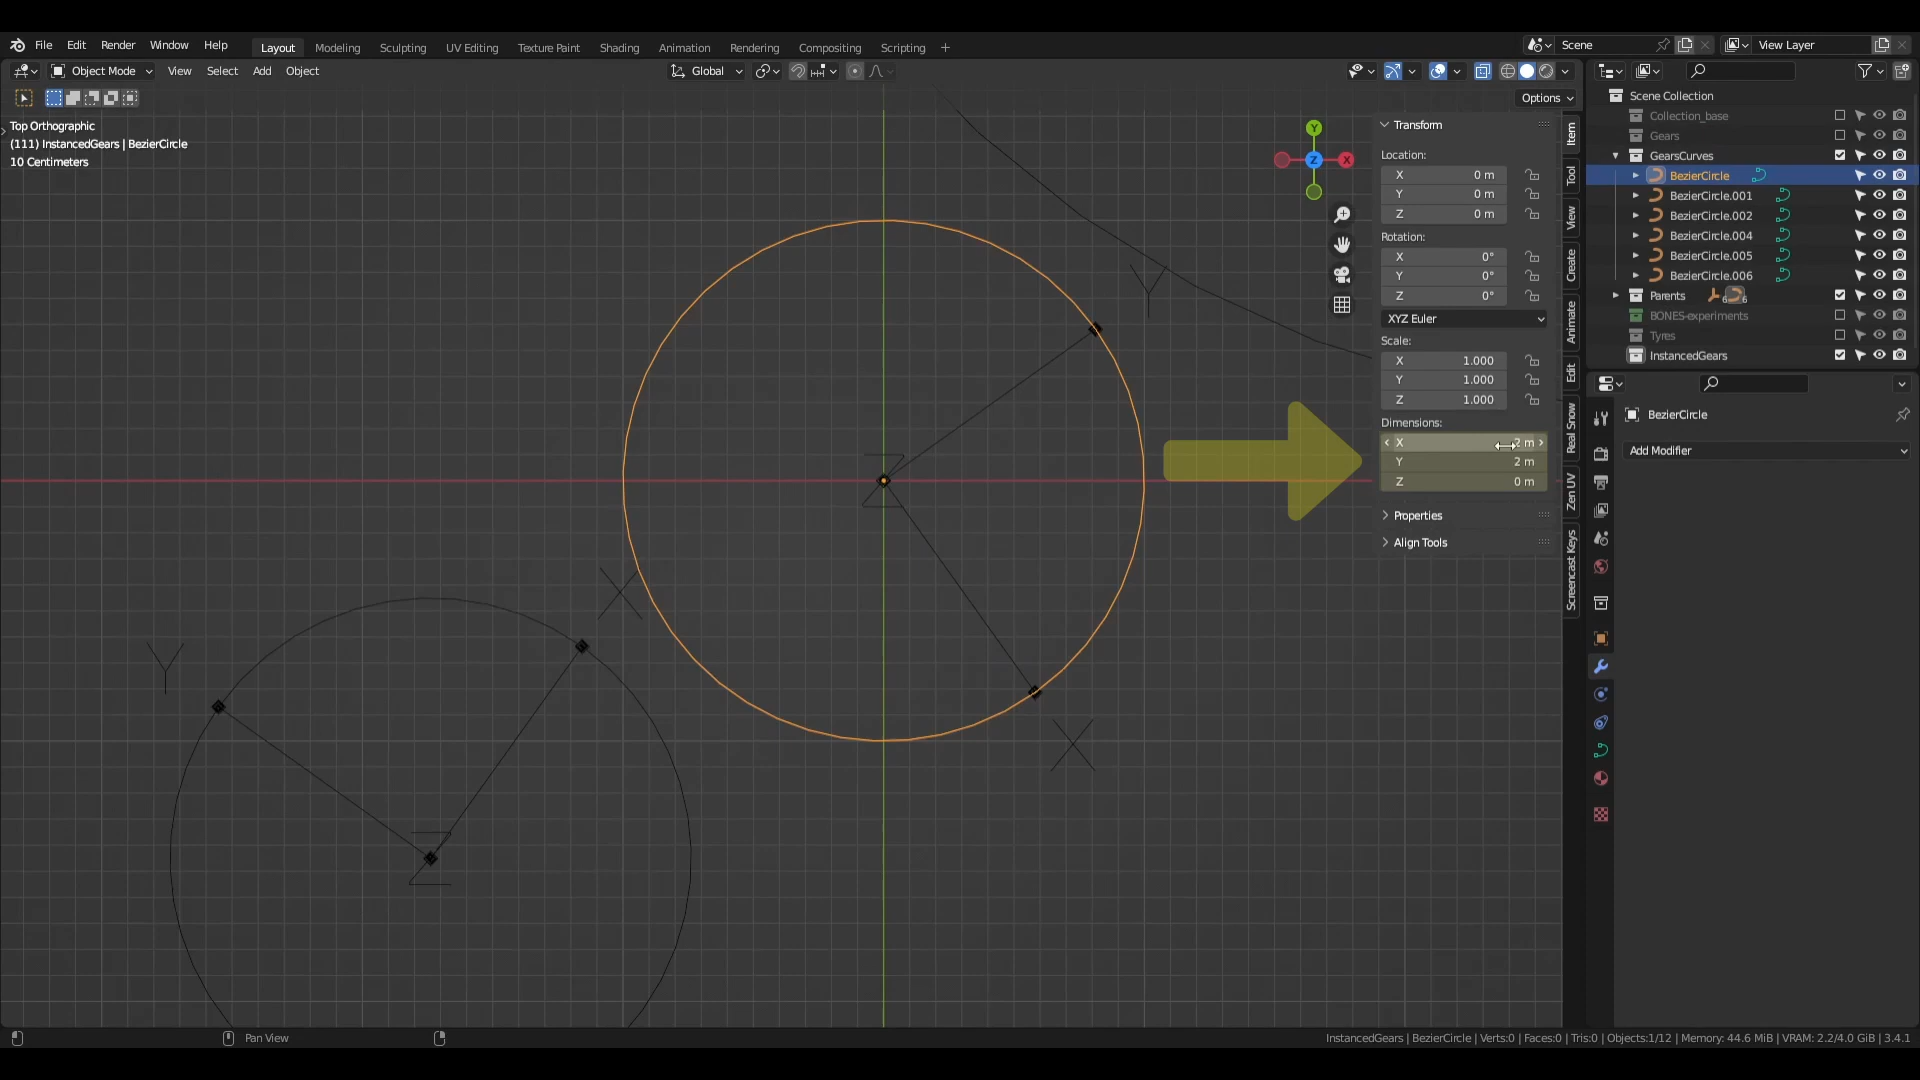 File Edit Render Window Help Layout Modeling Sculpting UV Editing Texture Paint Shading Animation Rendering Compositing Scripting + Scene View Layer
Object Mode View Select Add Object Global
Options
Top Orthographic
(111) InstancedGears | BezierCircle
10 Centimeters
Y
X
Z
Y
X
Z
Y
X
Z
Transform
Location:
X 0 m
Y 0 m
Z 0 m
Rotation:
X 0°
Y 0°
Z 0°
XYZ Euler
Scale:
X 1.000
Y 1.000
Z 1.000
Dimensions:
X 2 m
Y 2 m
Z 0 m
Properties
Align Tools
Item
Tool
View
Create
Animate
Edit
Real Snow
Zen UV
Screencast Keys
Scene Collection
Collection_base
Gears
GearsCurves
BezierCircle
BezierCircle.001
BezierCircle.002
BezierCircle.004
BezierCircle.005
BezierCircle.006
Parents 6 6
BONES-experiments
Tyres
InstancedGears
BezierCircle
Add Modifier
Pan View
InstancedGears | BezierCircle | Verts:0 | Faces:0 | Tris:0 | Objects:1/12 | Memory: 44.6 MiB | VRAM: 2.2/4.0 GiB | 3.4.1